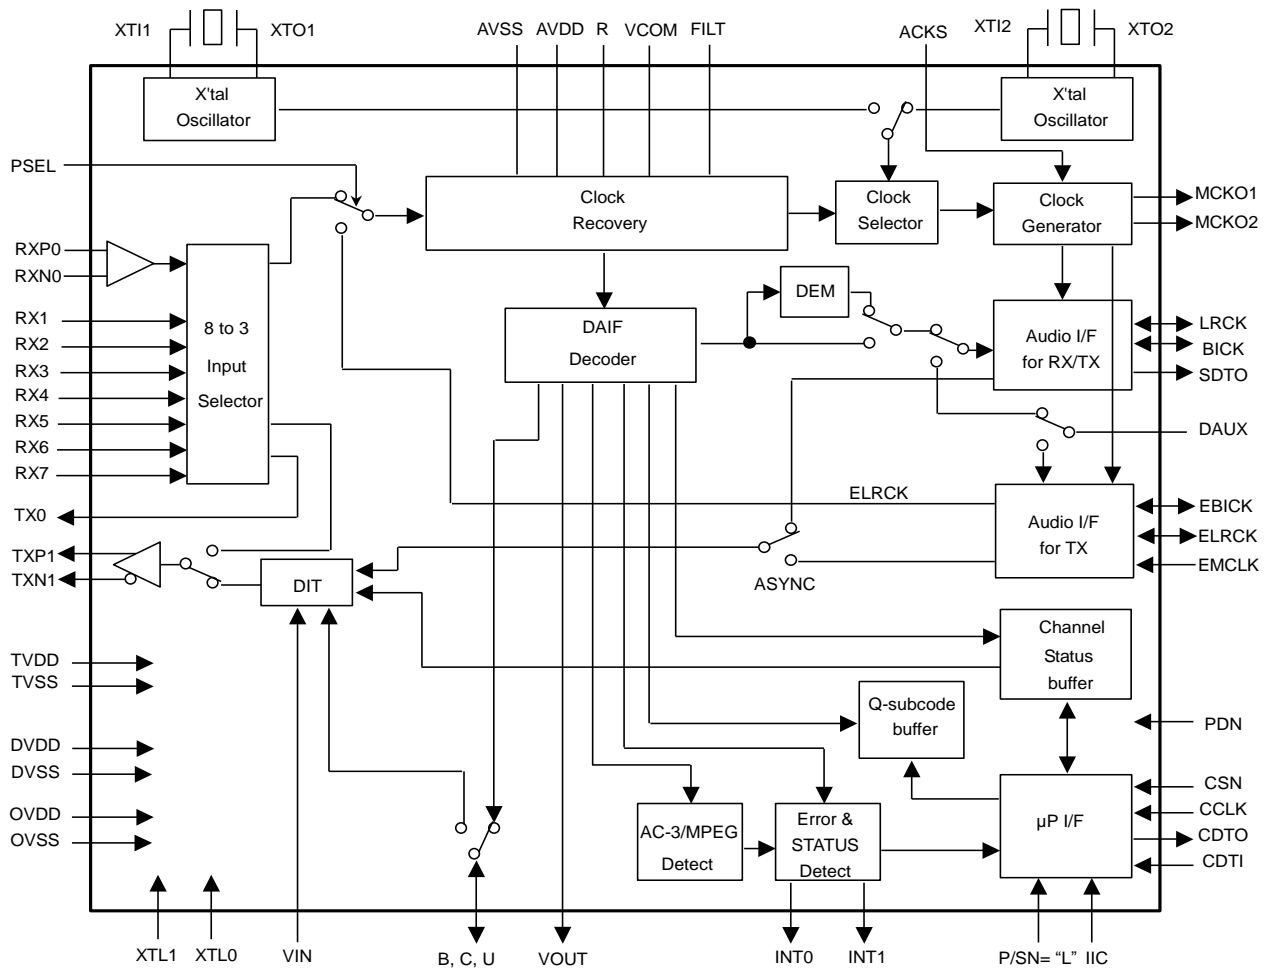 XTI1
XTO1
AVSS
AVDD
R
VCOM
FILT
ACKS
XTI2
XTO2
X'tal
Oscillator
X'tal
Oscillator
PSEL
Clock
Recovery
Clock
Selector
Clock
Generator
MCKO1
MCKO2
RXP0
RXN0
RX1
RX2
RX3
RX4
RX5
RX6
RX7
8 to 3
Input
Selector
DEM
DAIF
Decoder
Audio I/F
for RX/TX
LRCK
BICK
SDTO
DAUX
TX0
TXP1
TXN1
ELRCK
Audio I/F
for TX
EBICK
ELRCK
EMCLK
ASYNC
DIT
Channel
Status
buffer
TVDD
TVSS
Q-subcode
buffer
PDN
DVDD
DVSS
OVDD
OVSS
AC-3/MPEG
Detect
Error &
STATUS
Detect
µP I/F
CSN
CCLK
CDTO
CDTI
XTL1
XTL0
VIN
B, C, U
VOUT
INT0
INT1
P/SN= “L”
IIC